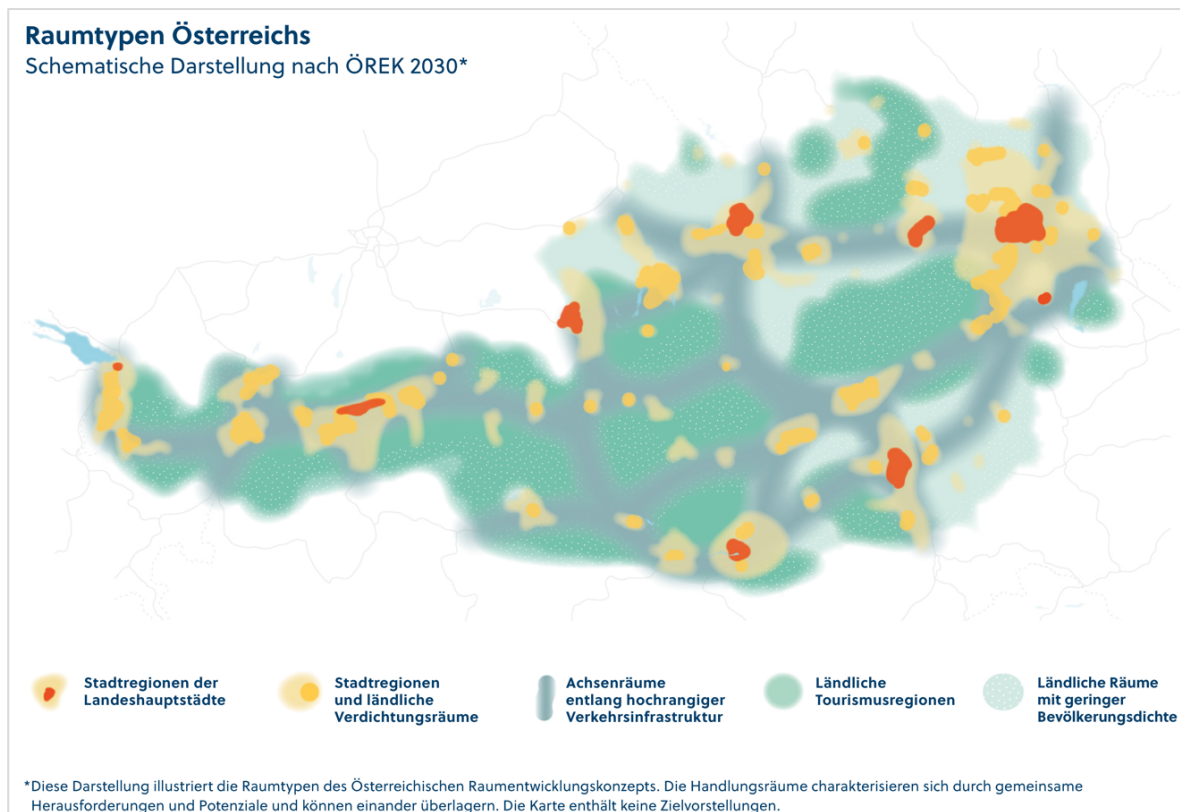 Raumtypen Österreichs
Schematische Darstellung nach ÖREK 2030*
Stadtregionen der
Landeshauptstädte
Stadtregionen
und ländliche
Verdichtungsräume
Achsenräume
entlang hochrangiger
Verkehrsinfrastruktur
Ländliche
Tourismusregionen
Ländliche Räume
mit geringer
Bevölkerungsdichte
*Diese Darstellung illustriert die Raumtypen des Österreichischen Raumentwicklungskonzepts. Die Handlungsräume charakterisieren sich durch gemeinsame
Herausforderungen und Potenziale und können einander überlagern. Die Karte enthält keine Zielvorstellungen.